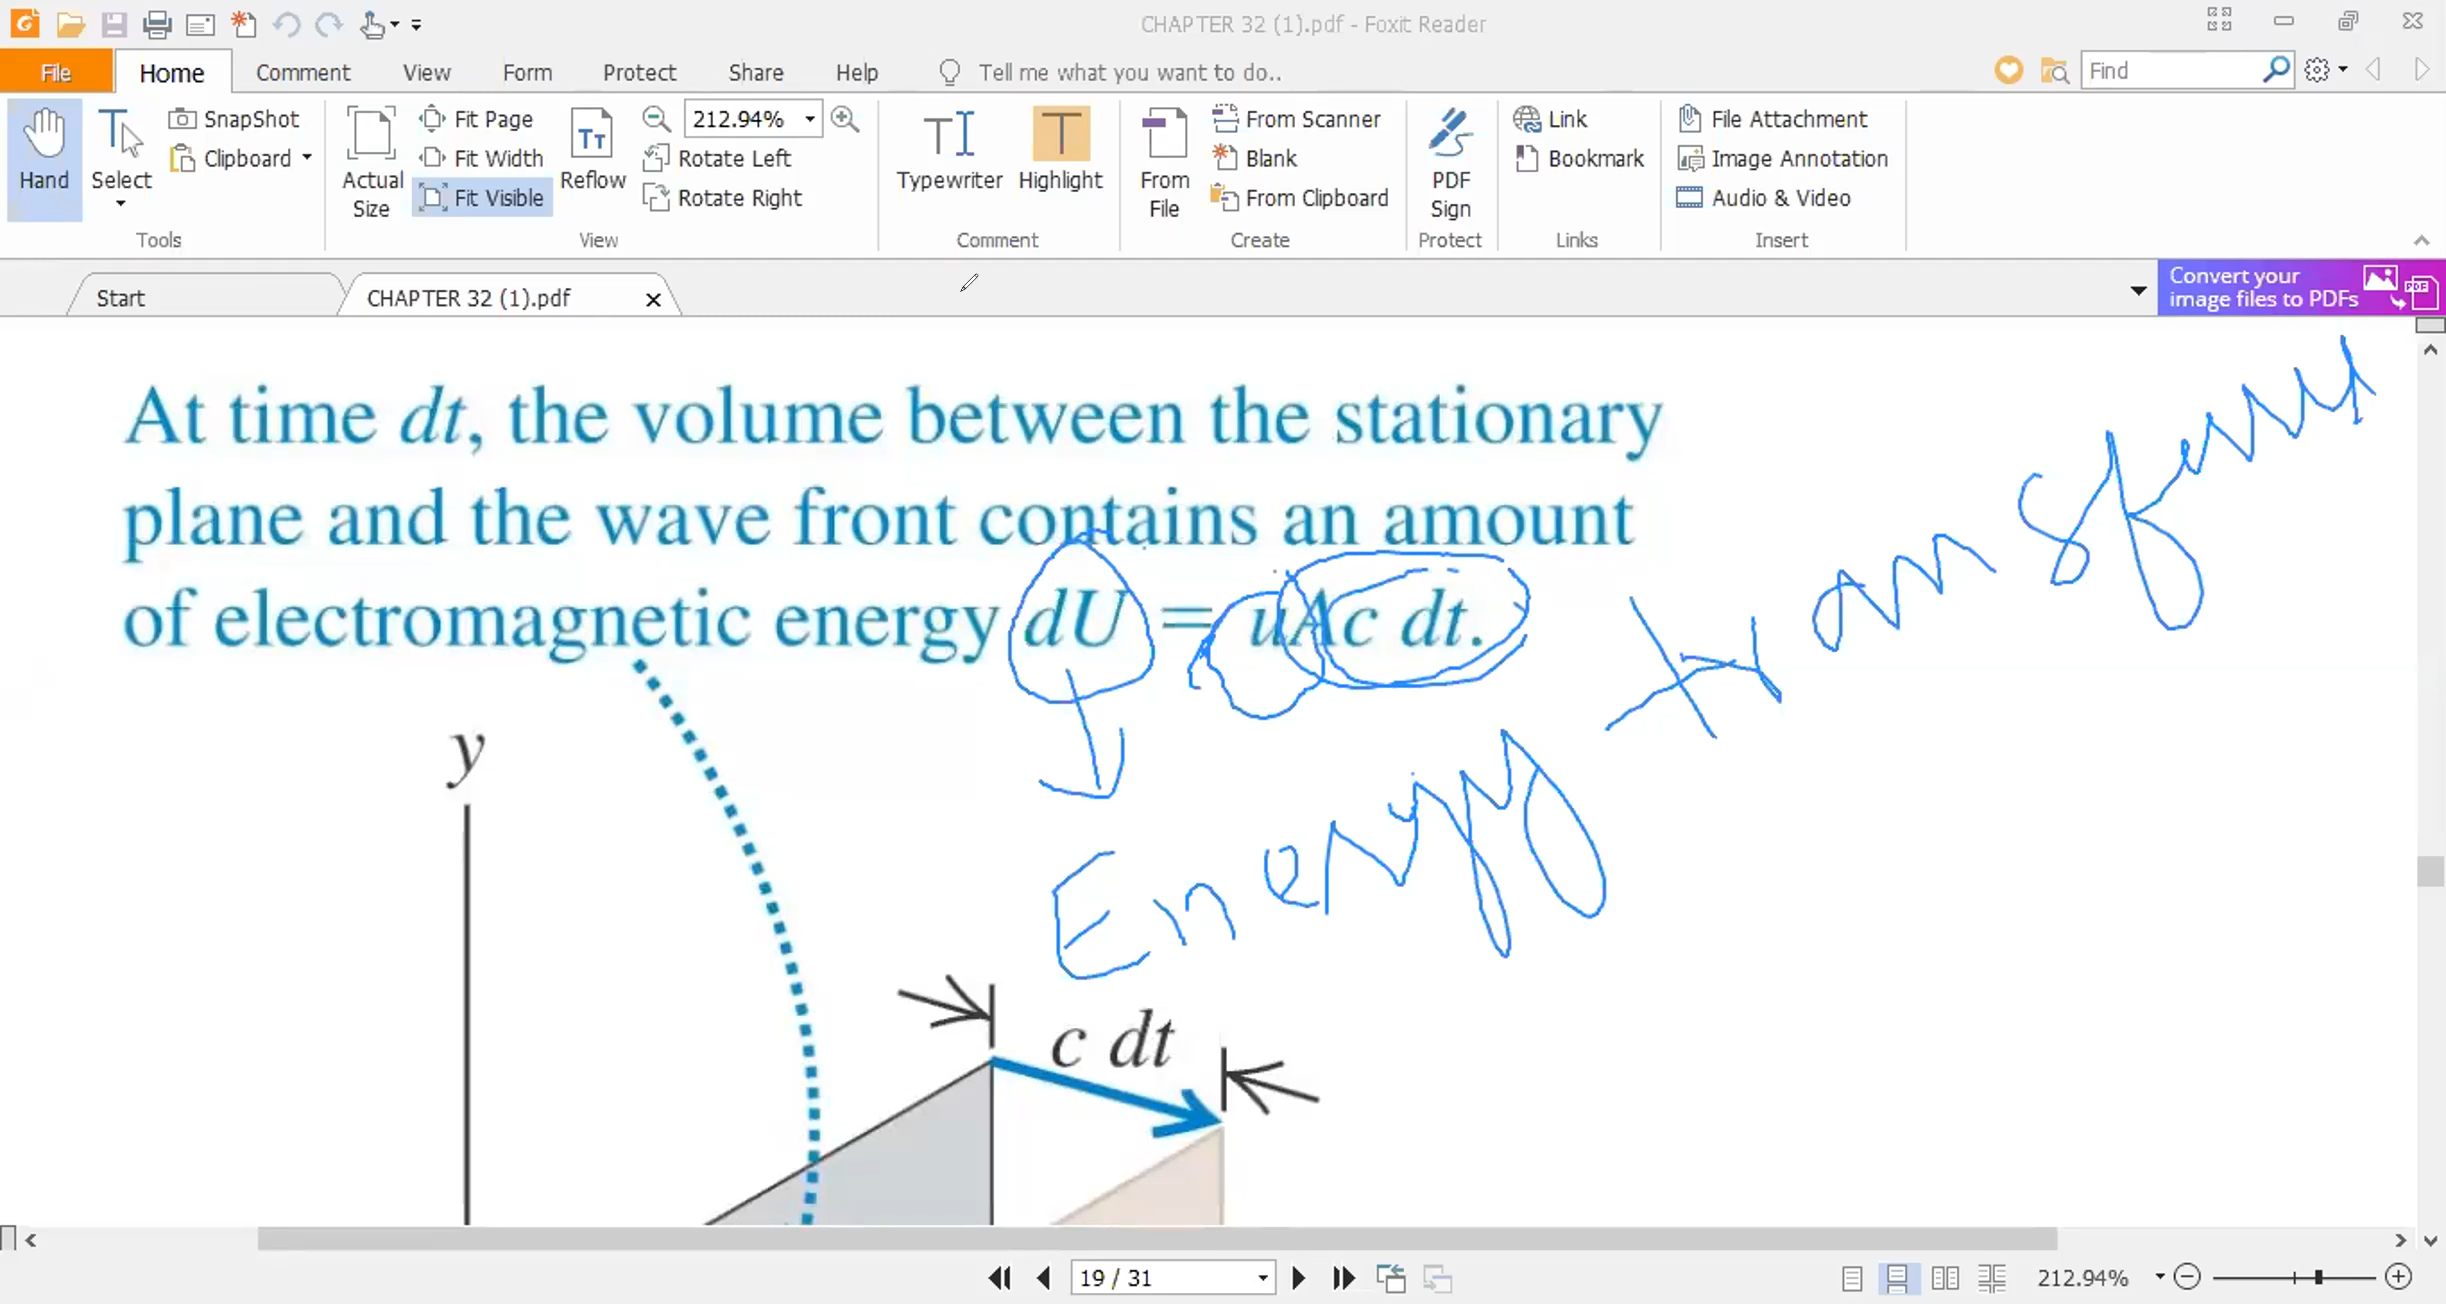 CHAPTER 32 (1).pdf - Foxit Reader
File Home Comment View Form Protect Share Help Tell me what you want to do.. Find
Hand
Select
SnapShot
Clipboard
Tools
Actual Size
Fit Page
Fit Width
Fit Visible
Reflow
212.94%
Rotate Left
Rotate Right
View
Typewriter
Highlight
Comment
From File
From Scanner
Blank
From Clipboard
Create
PDF Sign
Protect
Link
Bookmark
Links
File Attachment
Image Annotation
Audio & Video
Insert
Start
CHAPTER 32 (1).pdf
Convert your
image files to PDFs
PDF
At time dt, the volume between the stationary
plane and the wave front contains an amount
of electromagnetic energy dU = uAc dt.
Energy
y
c dt
19 / 31
212.94%